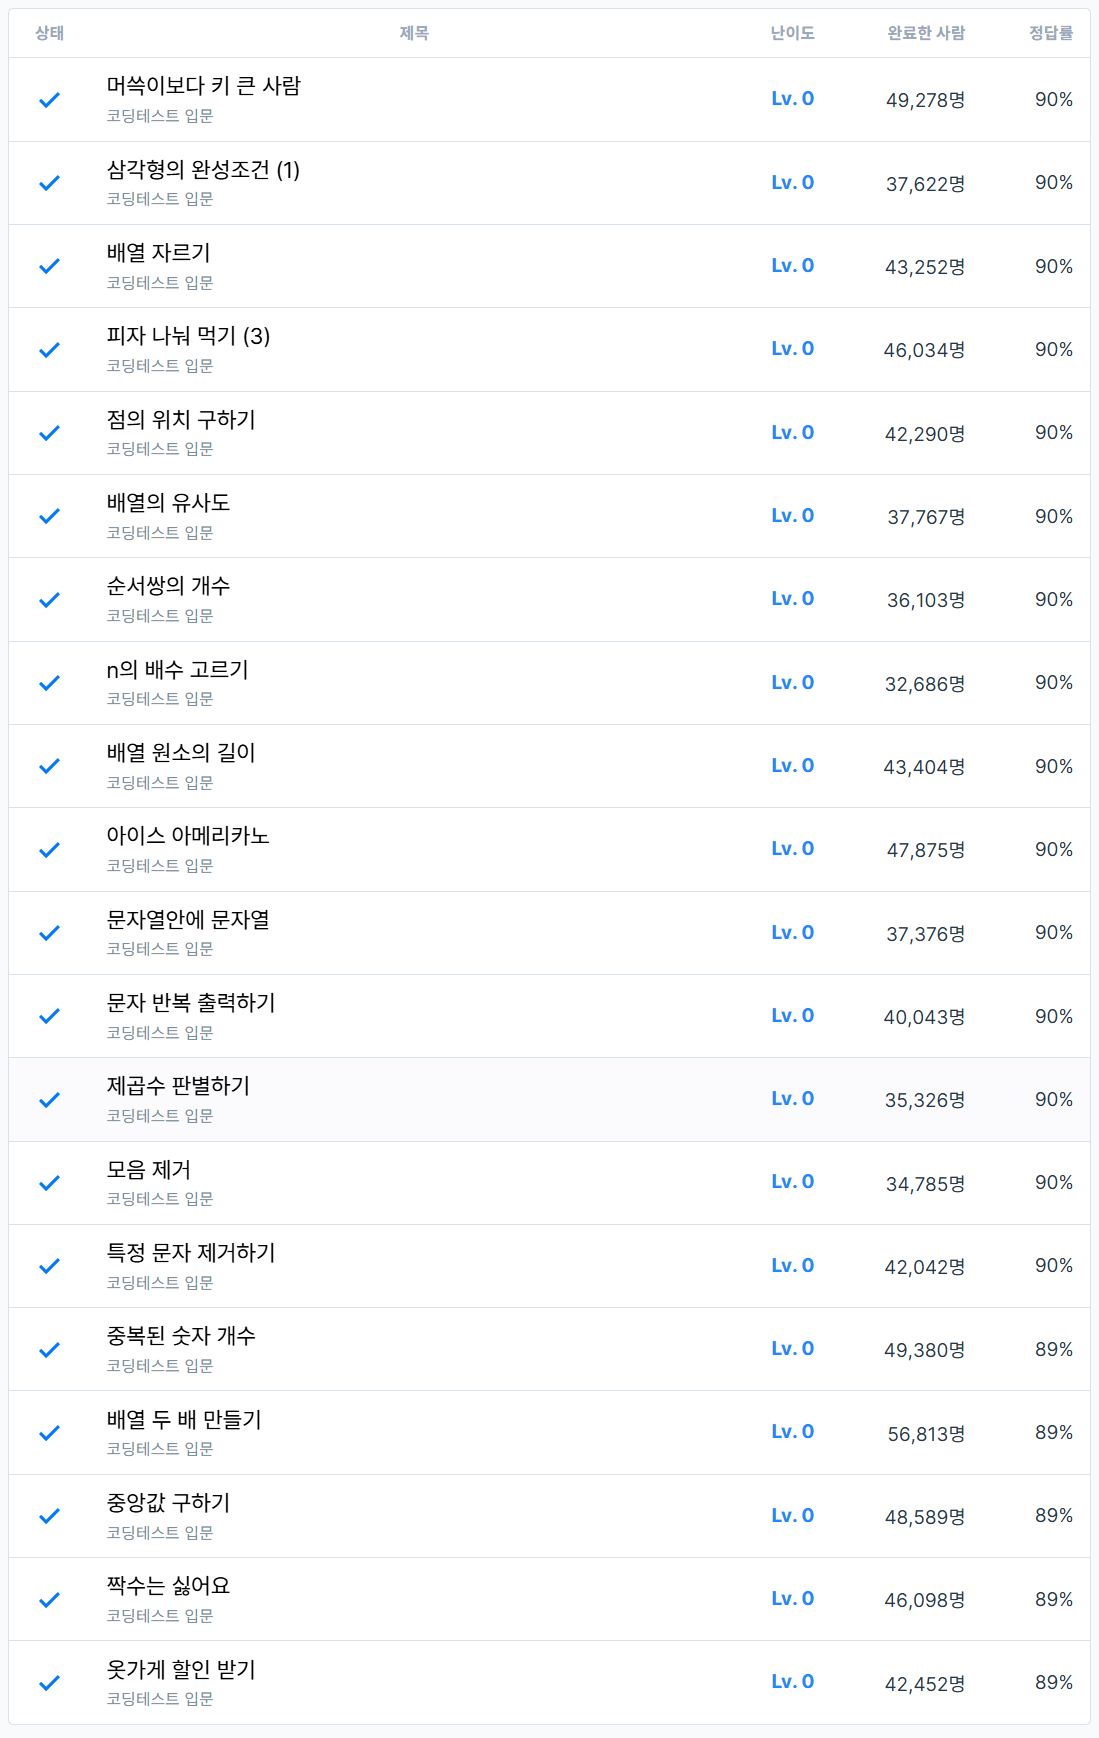 상태 제목 난이도 완료한 사람 정답률
머쓱이보다 키 큰 사람
코딩테스트 입문
Lv. 0 49,278명 90%
삼각형의 완성조건 (1)
코딩테스트 입문
Lv. 0 37,622명 90%
배열 자르기
코딩테스트 입문
Lv. 0 43,252명 90%
피자 나눠 먹기 (3)
코딩테스트 입문
Lv. 0 46,034명 90%
점의 위치 구하기
코딩테스트 입문
Lv. 0 42,290명 90%
배열의 유사도
코딩테스트 입문
Lv. 0 37,767명 90%
순서쌍의 개수
코딩테스트 입문
Lv. 0 36,103명 90%
n의 배수 고르기
코딩테스트 입문
Lv. 0 32,686명 90%
배열 원소의 길이
코딩테스트 입문
Lv. 0 43,404명 90%
아이스 아메리카노
코딩테스트 입문
Lv. 0 47,875명 90%
문자열안에 문자열
코딩테스트 입문
Lv. 0 37,376명 90%
문자 반복 출력하기
코딩테스트 입문
Lv. 0 40,043명 90%
제곱수 판별하기
코딩테스트 입문
Lv. 0 35,326명 90%
모음 제거
코딩테스트 입문
Lv. 0 34,785명 90%
특정 문자 제거하기
코딩테스트 입문
Lv. 0 42,042명 90%
중복된 숫자 개수
코딩테스트 입문
Lv. 0 49,380명 89%
배열 두 배 만들기
코딩테스트 입문
Lv. 0 56,813명 89%
중앙값 구하기
코딩테스트 입문
Lv. 0 48,589명 89%
짝수는 싫어요
코딩테스트 입문
Lv. 0 46,098명 89%
옷가게 할인 받기
코딩테스트 입문
Lv. 0 42,452명 89%